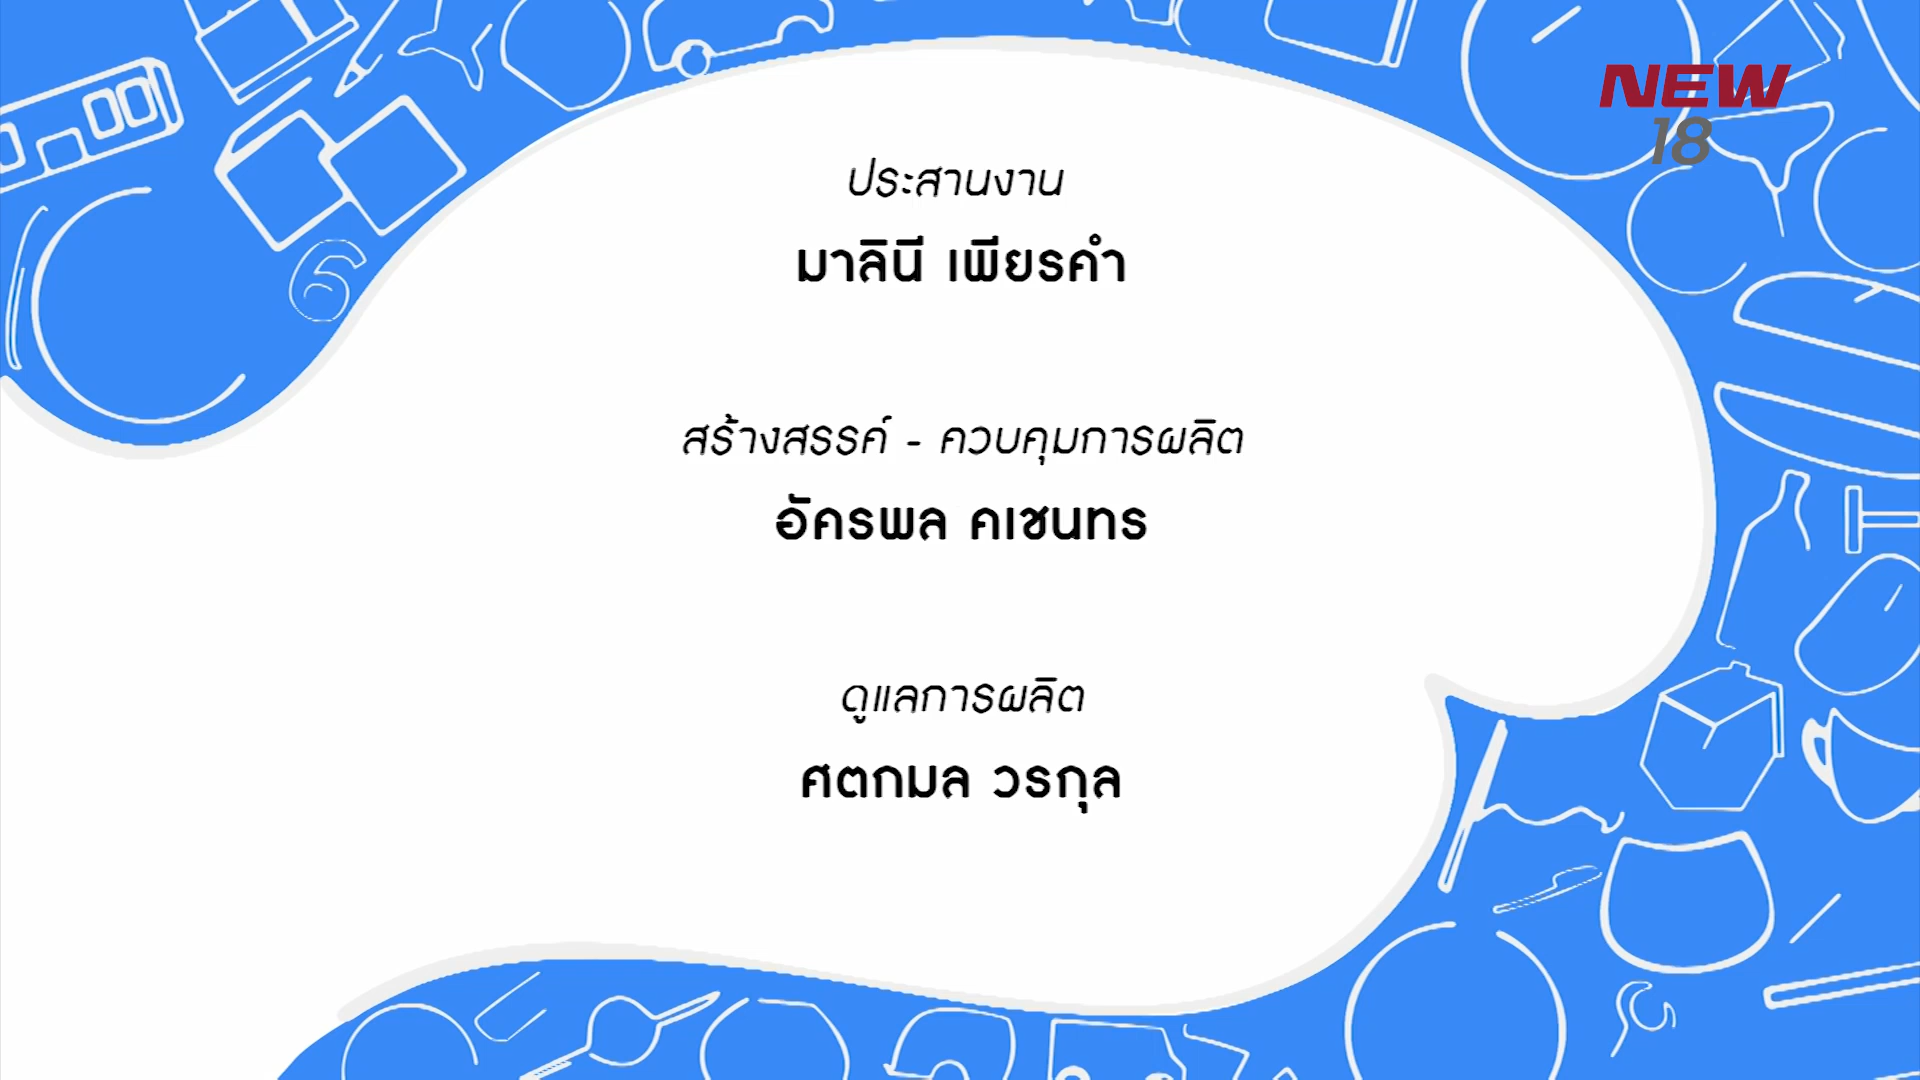 NEW
18
ประสานงาน
มาลินี เพียรคำ
สร้างสรรค์ - ควบคุมการผลิต
อัครพล คเชนทร
ดูแลการผลิต
ศตกมล วรกุล
6